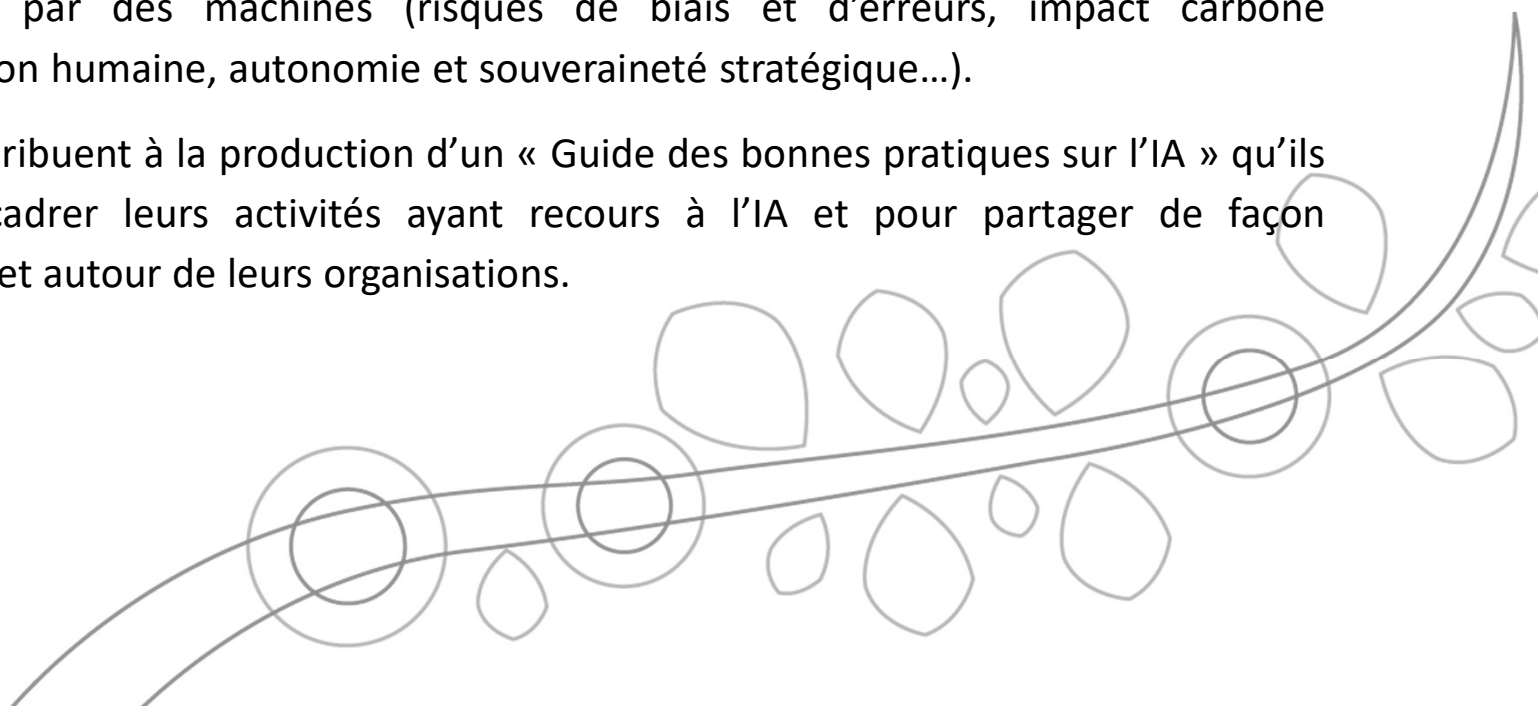 par des machines (risques de biais et d'erreurs, impact carbone
on humaine, autonomie et souveraineté stratégique…).
ribuent à la production d'un « Guide des bonnes pratiques sur l'IA » qu'ils
cadrer leurs activités ayant recours à l'IA et pour partager de façon
et autour de leurs organisations.